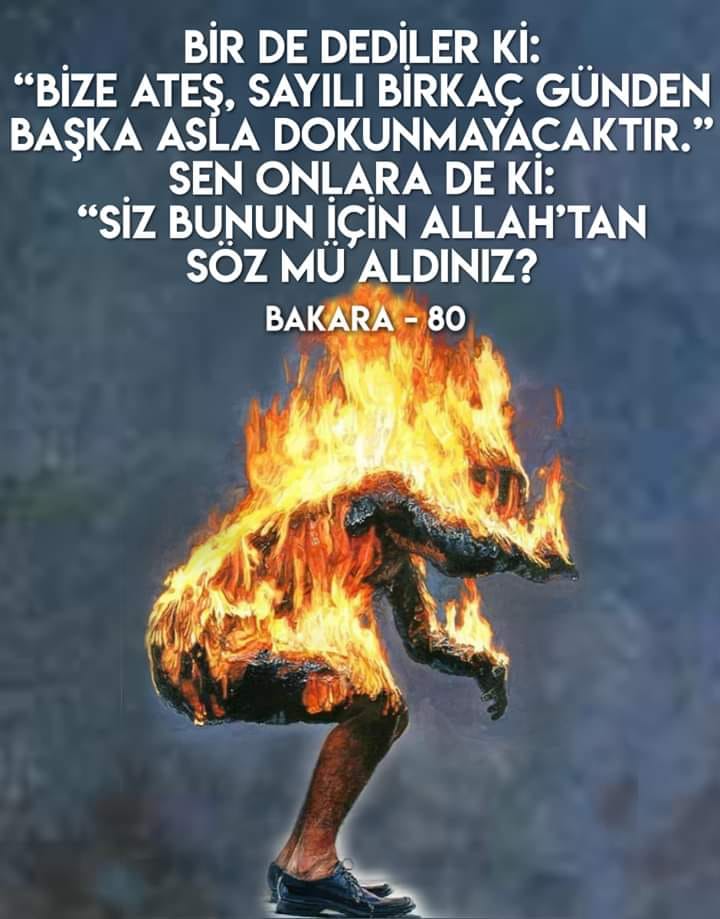 BİR DE DEDİLER Kİ:
“BİZE ATEŞ, SAYILI BİRKAÇ GÜNDEN
BAŞKA ASLA DOKUNMAYACAKTIR.”
SEN ONLARA DE Kİ:
“SİZ BUNUN İÇİN ALLAH’TAN
SÖZ MÜ ALDINIZ?
BAKARA - 80